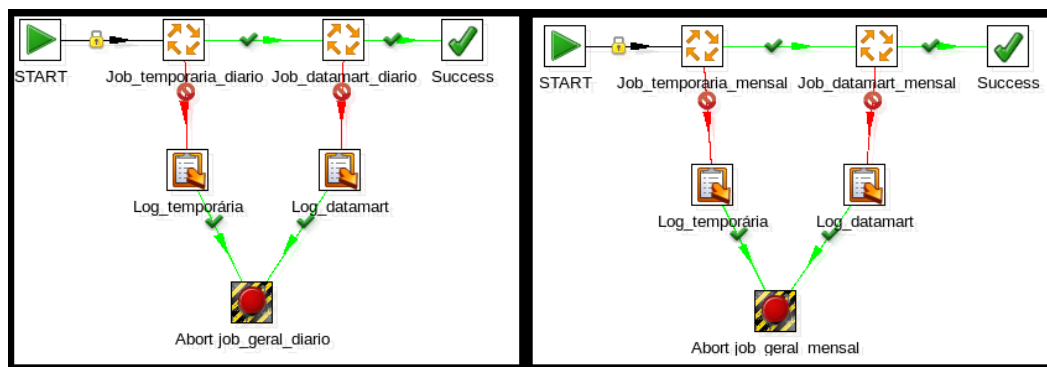 START
Job_temporaria_diario
Job_datamart_diario
Success
Log_temporária
Log_datamart
Abort job_geral_diario
START
Job_temporaria_mensal
Job_datamart_mensal
Success
Log_temporária
Log_datamart
Abort job_geral_mensal